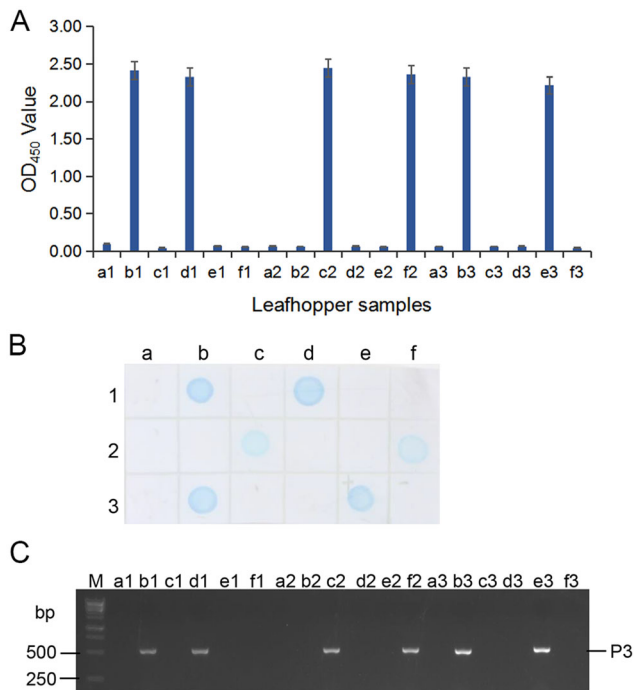 A
3.00
2.50
2.00
1.50
1.00
0.50
0.00
OD450 Value
a1 b1 c1 d1 e1 f1 a2 b2 c2 d2 e2 f2 a3 b3 c3 d3 e3 f3
Leafhopper samples
B
a b c d e f
1
2
3
C
M a1 b1 c1 d1 e1 f1 a2 b2 c2 d2 e2 f2 a3 b3 c3 d3 e3 f3
bp
500
250
P3